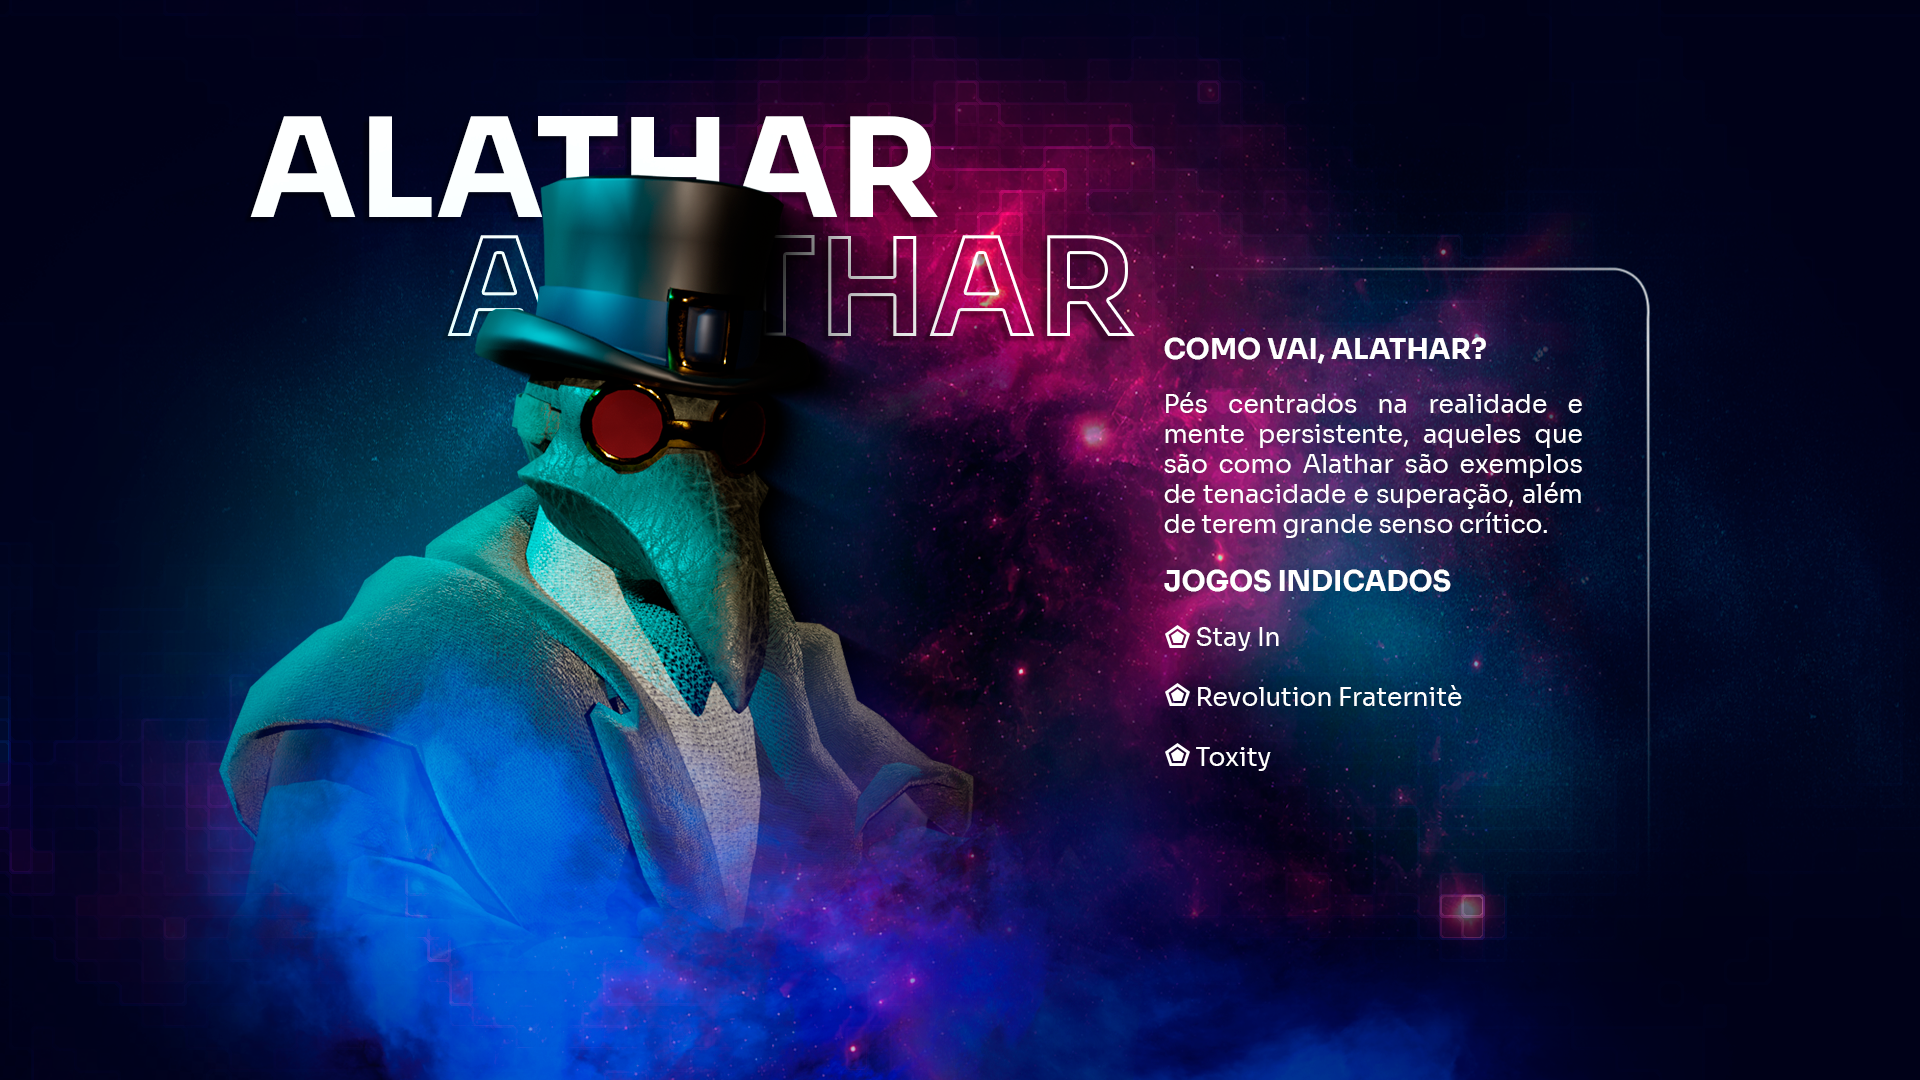 ALATHAR
ALATHAR
COMO VAI, ALATHAR?
Pés centrados na realidade e
mente persistente, aqueles que
são como Alathar são exemplos
de tenacidade e superação, além
de terem grande senso crítico.
JOGOS INDICADOS
Stay In
Revolution Fraternitè
Toxity